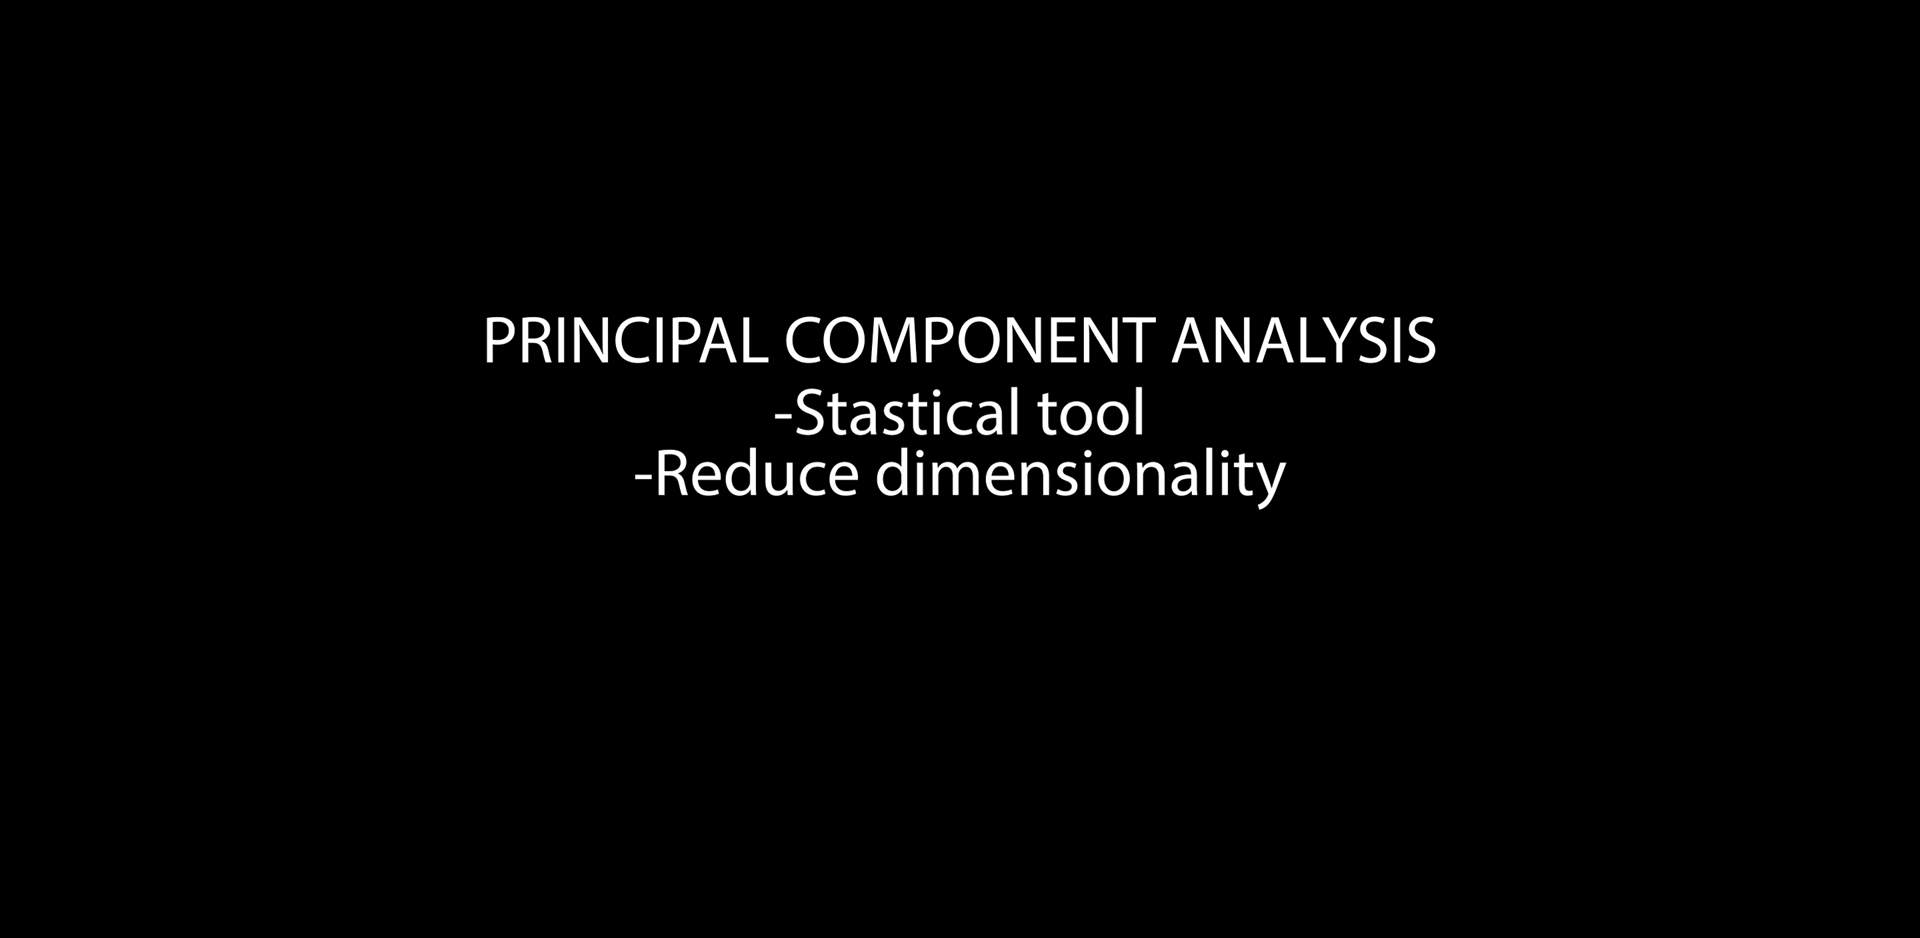 PRINCIPAL COMPONENT ANALYSIS
-Stastical tool
-Reduce dimensionality